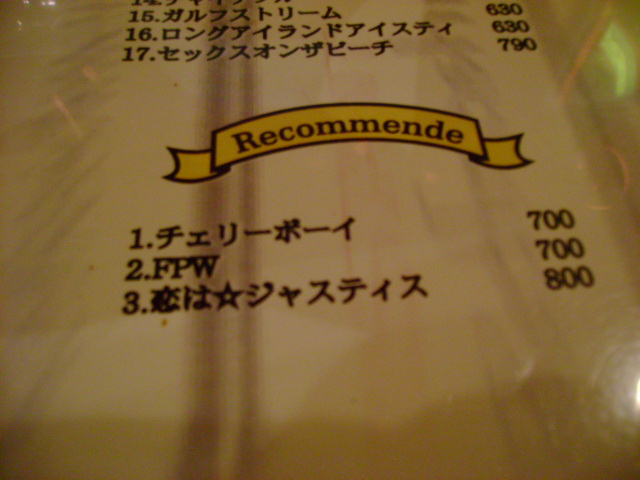 15.ガルフストリーム 630
16.ロングアイランドアイスティ 630
17.セックスオンザビーチ 790
Recommende
1.チェリーボーイ 700
2.FPW 700
3.恋は☆ジャスティス 800